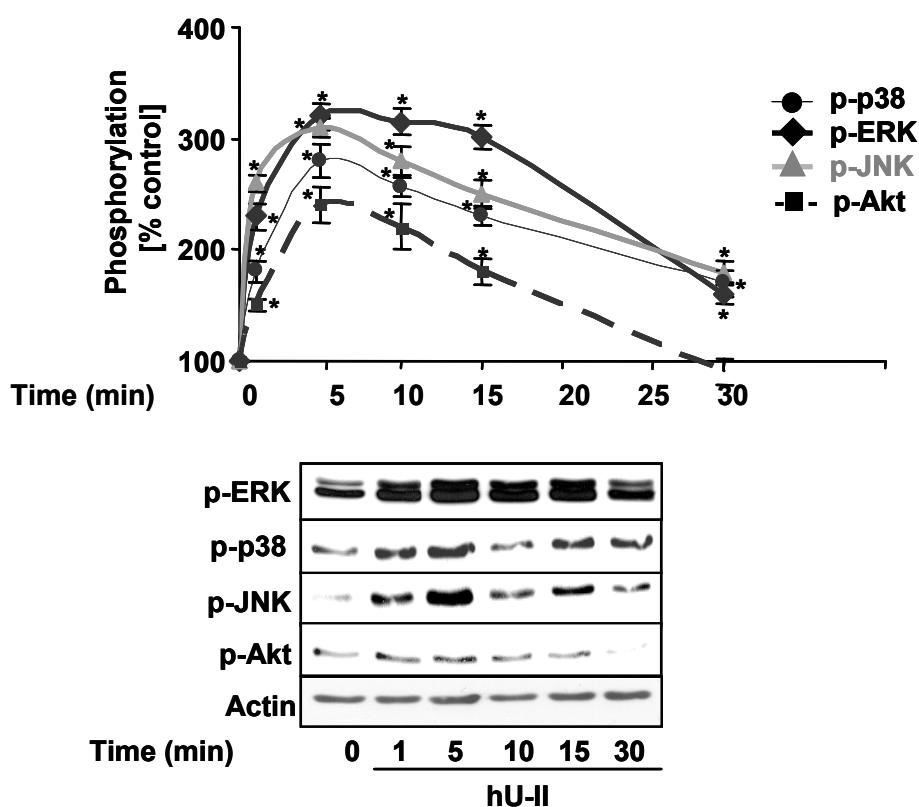 400
300
200
100
Phosphorylation
[% control]
* * * * * * * * * * * * * * * * * * *
p-p38
p-ERK
p-JNK
p-Akt
Time (min) 0 5 10 15 20 25 30
p-ERK
p-p38
p-JNK
p-Akt
Actin
Time (min) 0 1 5 10 15 30
hU-II